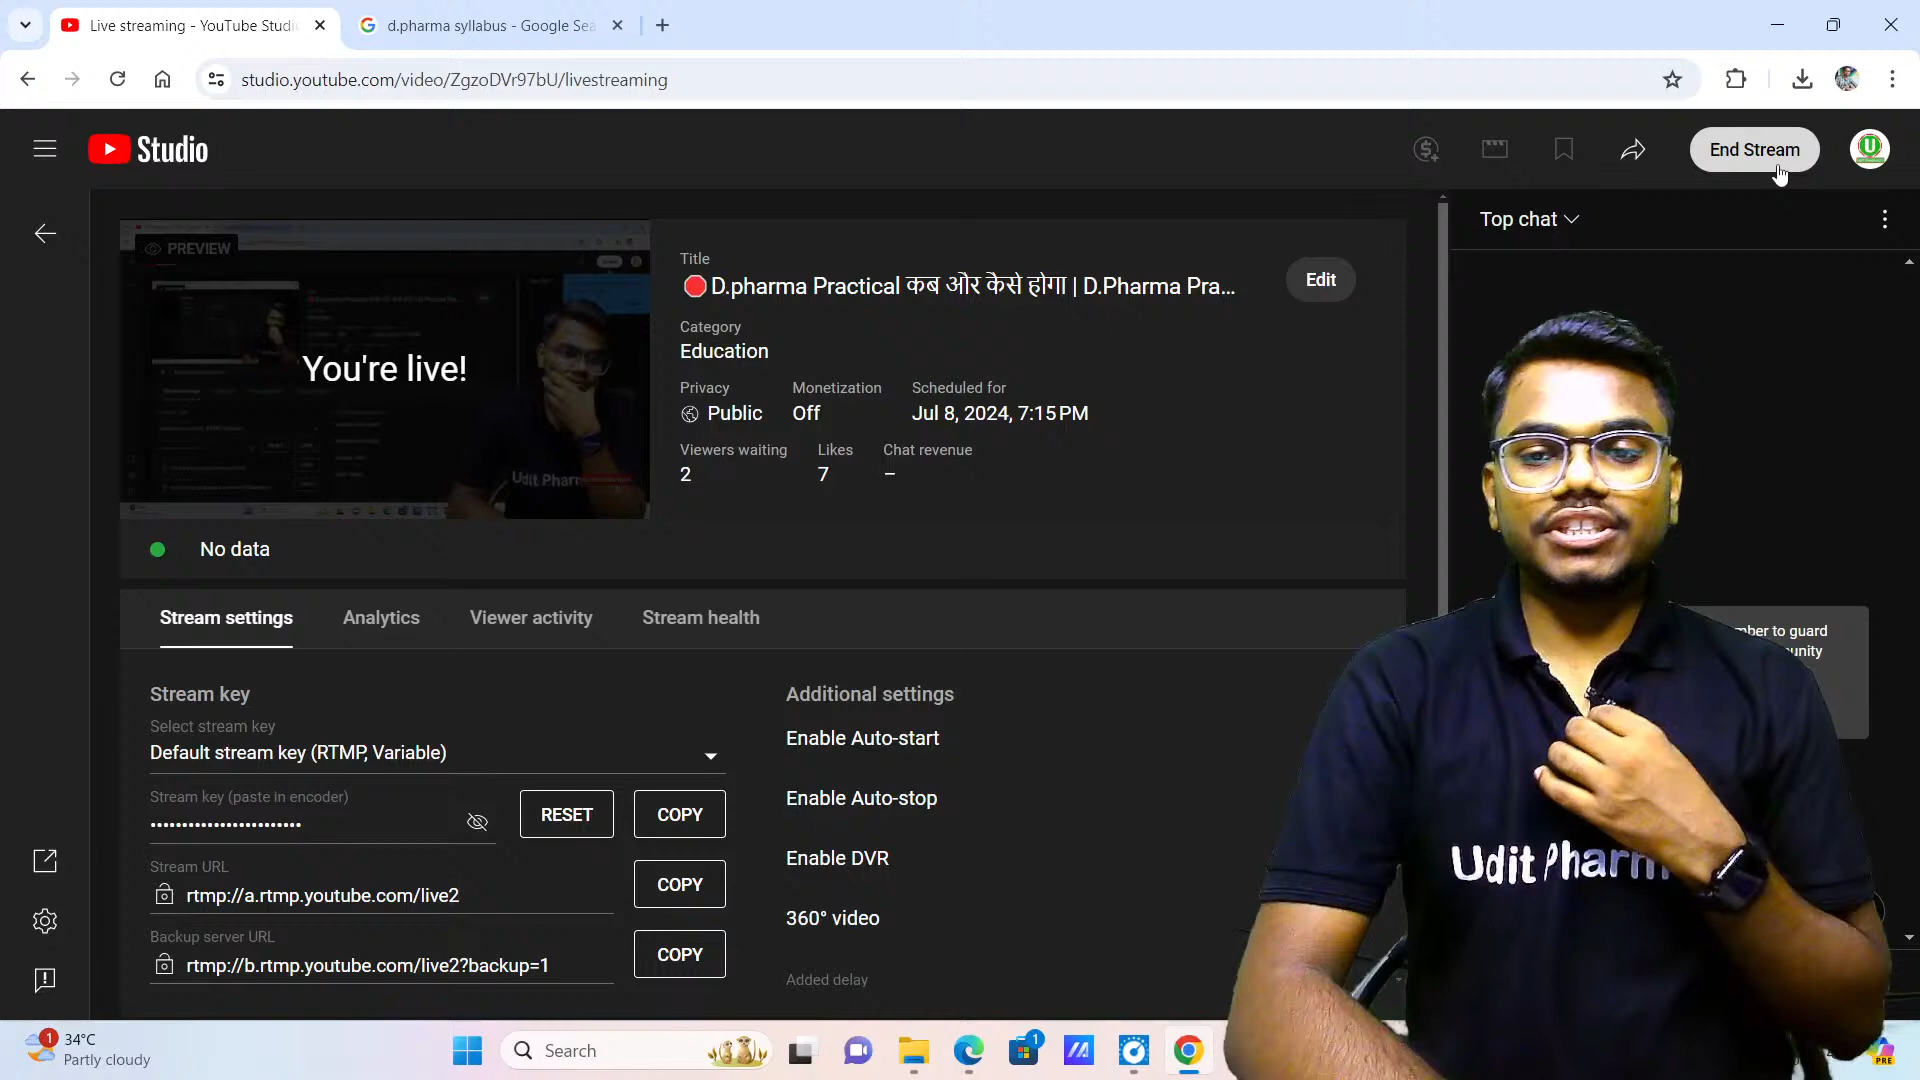 Live streaming - YouTube Studi
d.pharma syllabus - Google Sea
studio.youtube.com/video/ZgzoDVr97bU/livestreaming
Studio
End Stream
PREVIEW
You're live!
Title
D.pharma Practical कब और कैसे होगा | D.Pharma Pra...
Edit
Category
Education
Privacy Monetization Scheduled for
Public Off Jul 8, 2024, 7:15 PM
Viewers waiting Likes Chat revenue
2 7 –
Top chat
No data
Stream settings Analytics Viewer activity Stream health
Stream key
Select stream key
Default stream key (RTMP, Variable)
Stream key (paste in encoder)
RESET COPY
Stream URL
rtmp://a.rtmp.youtube.com/live2
COPY
Backup server URL
rtmp://b.rtmp.youtube.com/live2?backup=1
COPY
Additional settings
Enable Auto-start
Enable Auto-stop
Enable DVR
360° video
Added delay
to guard
Udit Pharm
1
34°C
Partly cloudy
Search
1
PRE